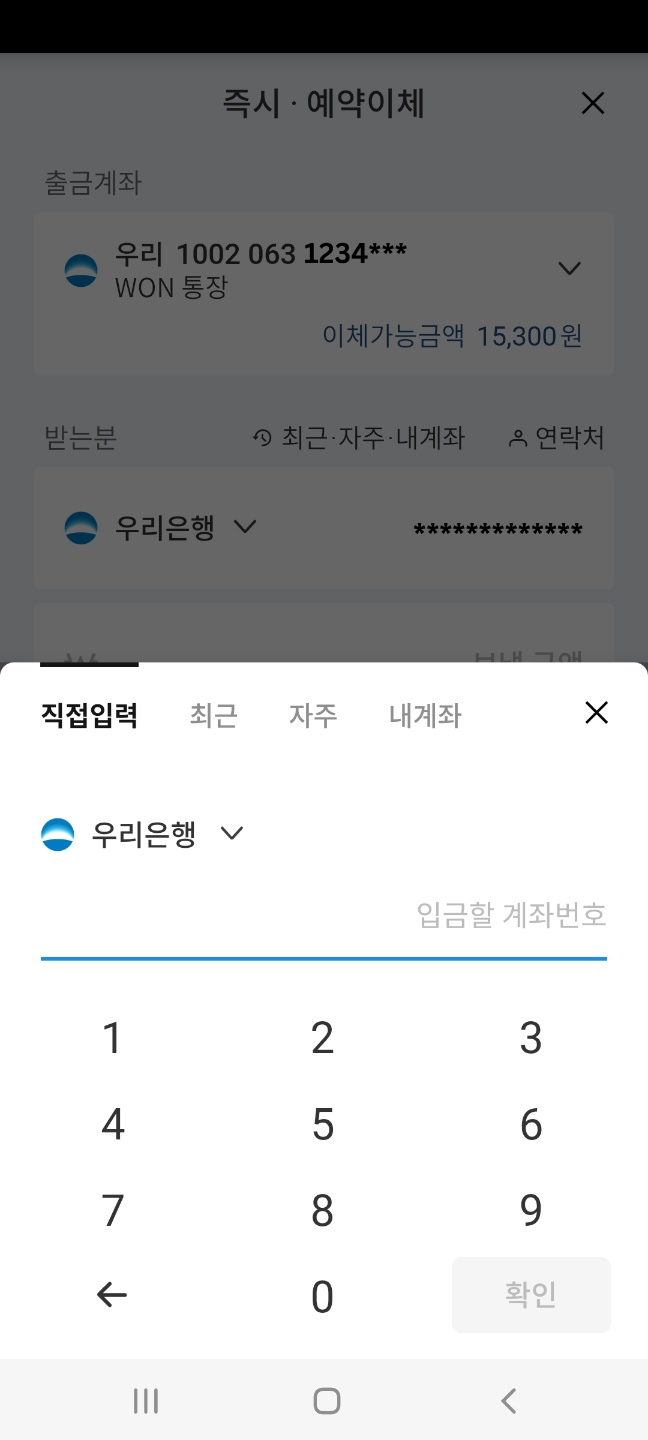 즉시 · 예약이체
출금계좌
우리 1002 063 1234***
WON 통장
이체가능금액 15,300원
받는분 최근·자주·내계좌 연락처
우리은행 *************
직접입력 최근 자주 내계좌
우리은행
입금할 계좌번호
1 2 3
4 5 6
7 8 9
0 확인